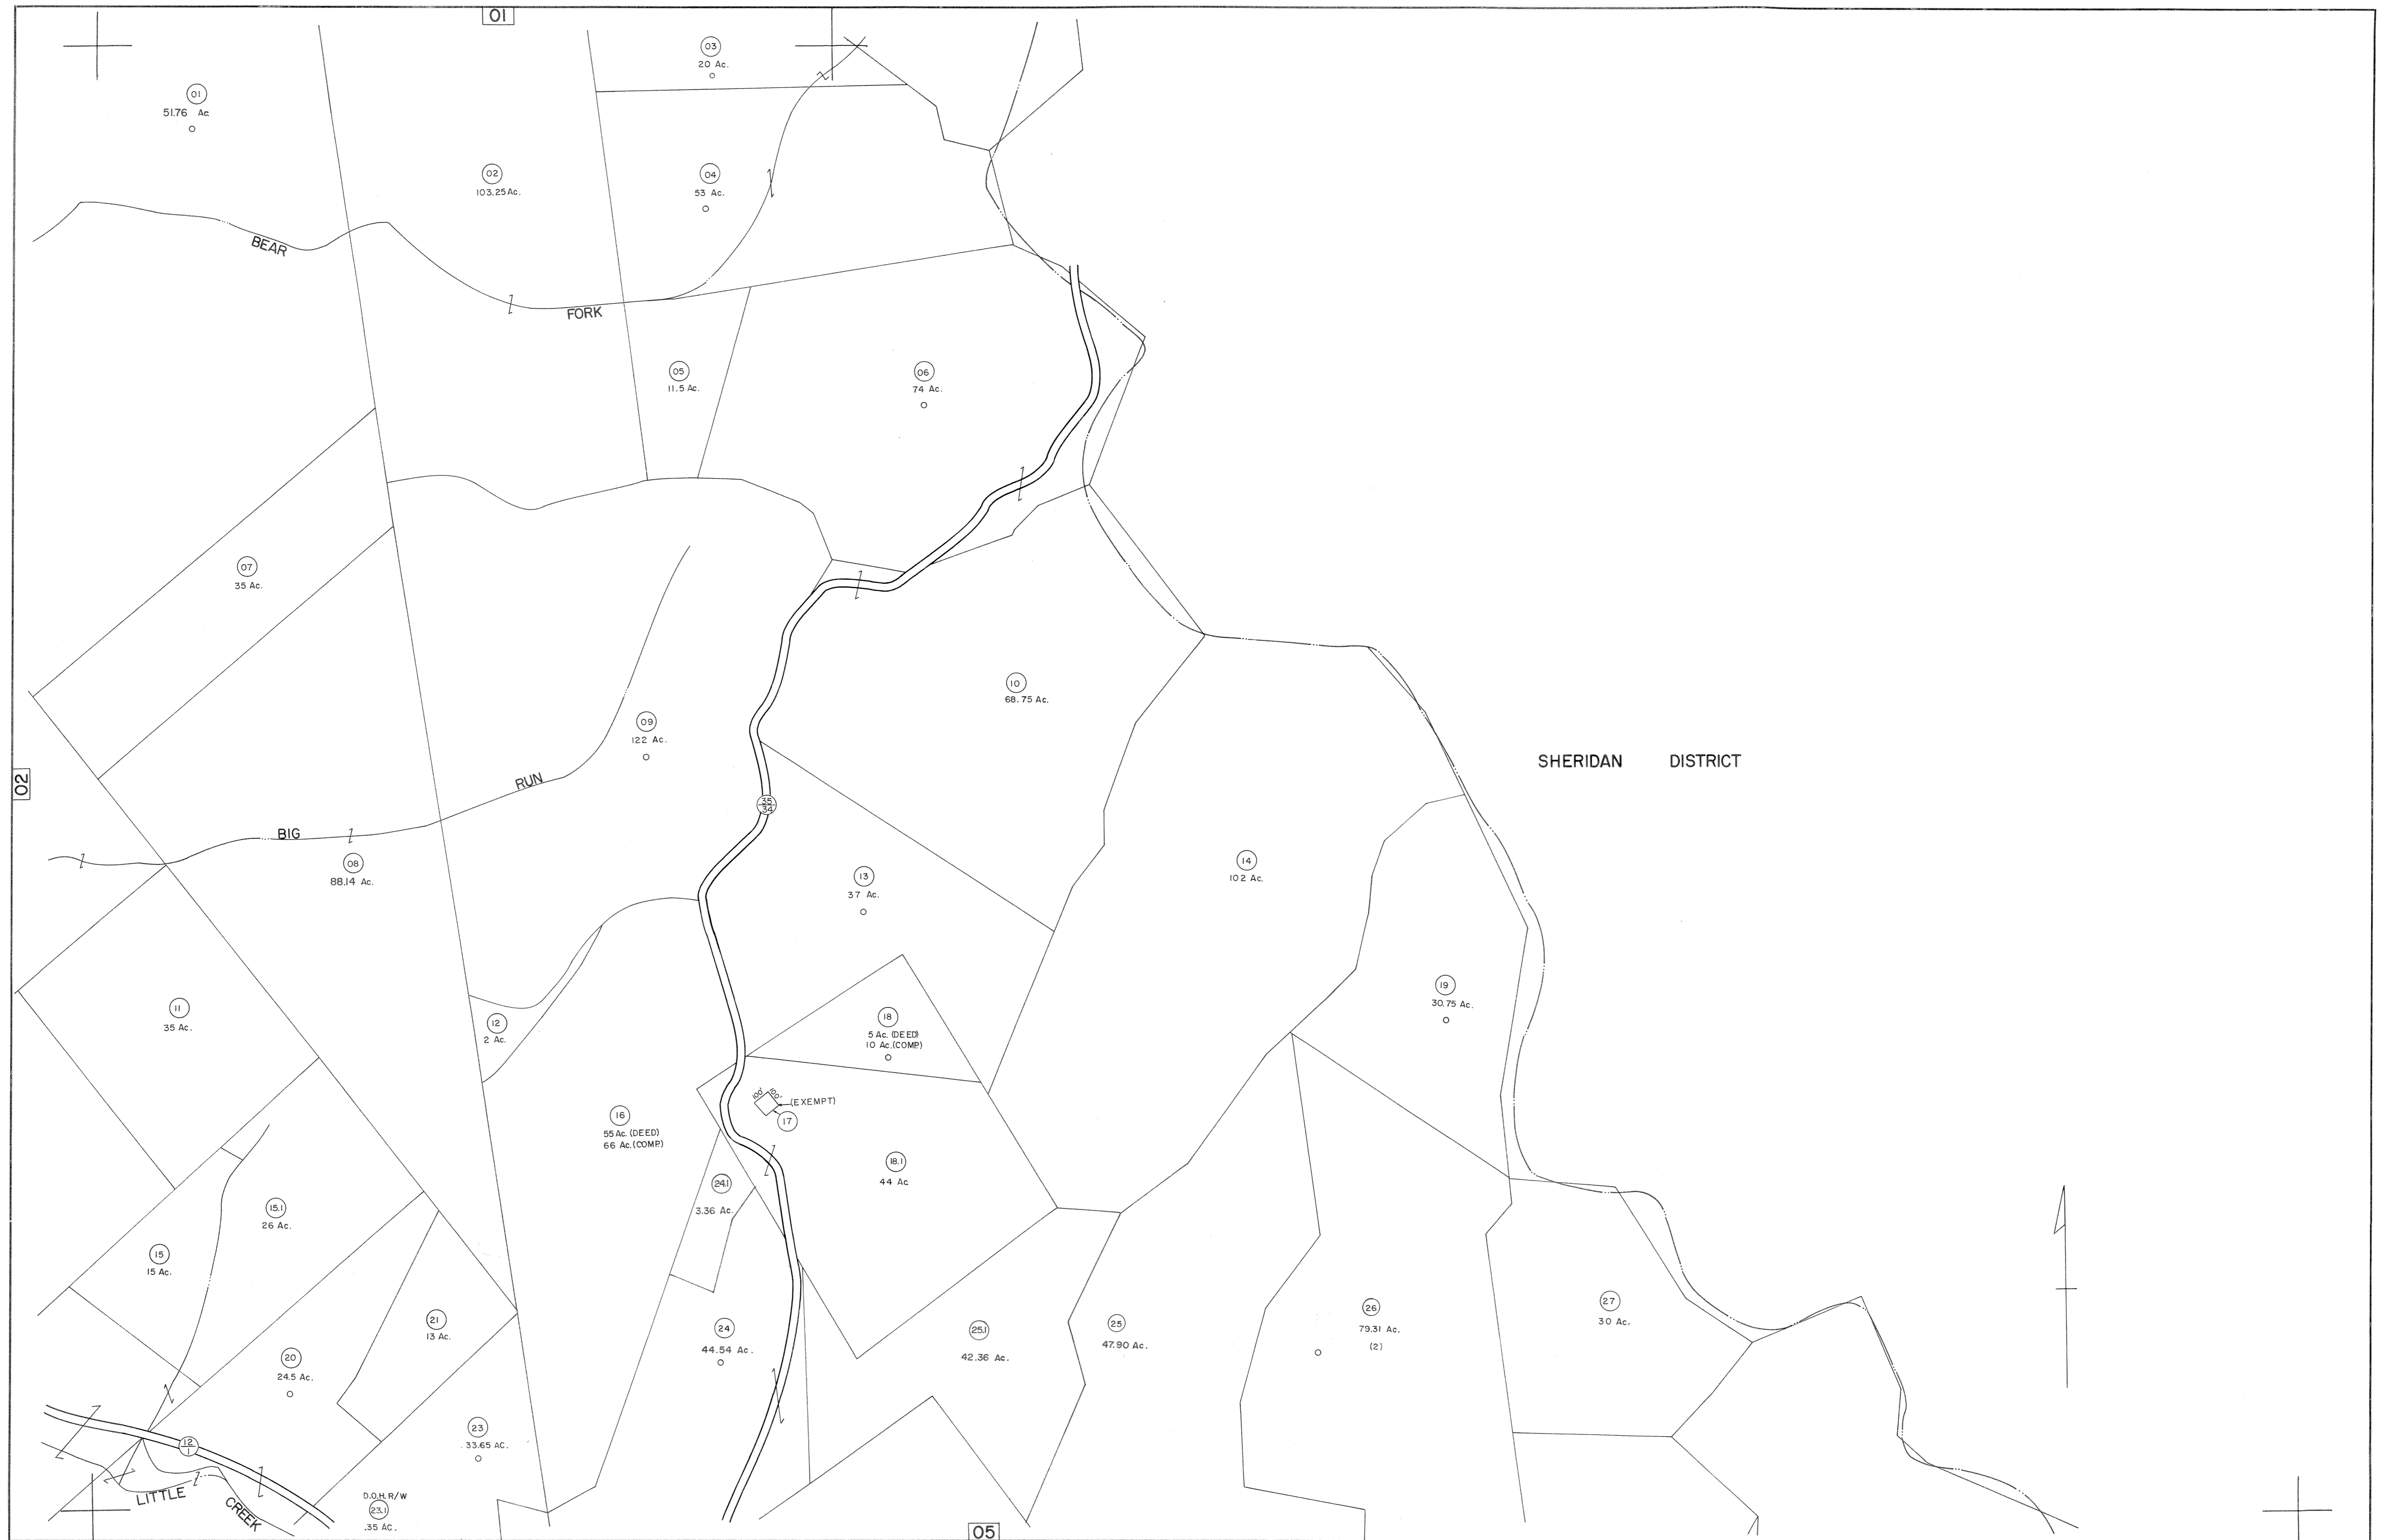 01
03
20 Ac.
01
51.76 Ac.
02
103.25 Ac.
04
53 Ac.
BEAR
FORK
05
11.5 Ac.
06
74 Ac.
07
35 Ac.
10
68.75 Ac.
09
122 Ac.
SHERIDAN DISTRICT
02
RUN
35
34
BIG
08
88.14 Ac.
14
102 Ac.
13
37 Ac.
19
30.75 Ac.
11
35 Ac.
12
2 Ac.
18
5 Ac. (DEED)
10 Ac. (COMP.)
100' 100'
(EXEMPT)
17
16
55 Ac. (DEED)
66 Ac. (COMP.)
18.1
44 Ac
24.1
3.36 Ac.
15.1
26 Ac.
15
15 Ac.
21
13 Ac.
24
44.54 Ac.
25.1
42.36 Ac.
25
47.90 Ac.
26
79.31 Ac.
(2)
27
30 Ac.
20
24.5 Ac.
23
33.65 AC.
12
1
LITTLE
CREEK
D.O.H. R/W
23.1
.35 AC.
05